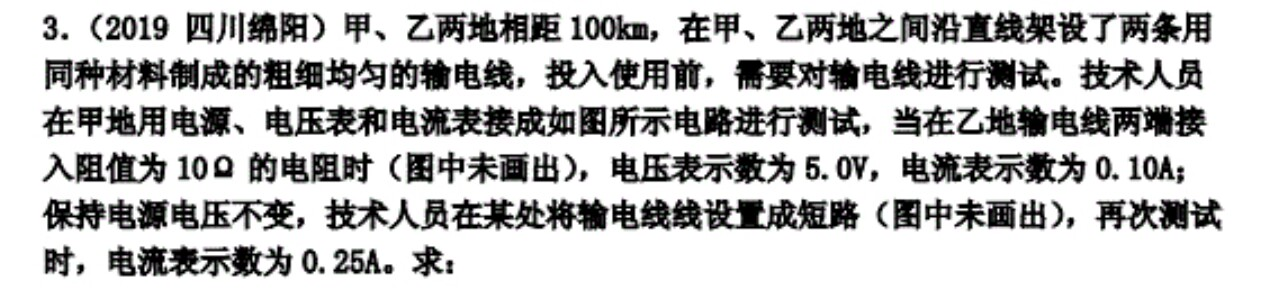 3.（2019 四川绵阳）甲、乙两地相距 100km，在甲、乙两地之间沿直线架设了两条用
同种材料制成的粗细均匀的输电线，投入使用前，需要对输电线进行测试。技术人员
在甲地用电源、电压表和电流表接成如图所示电路进行测试，当在乙地输电线两端接
入阻值为 10Ω 的电阻时（图中未画出），电压表示数为 5.0V，电流表示数为 0.10A；
保持电源电压不变，技术人员在某处将输电线线设置成短路（图中未画出），再次测试
时，电流表示数为 0.25A。求：